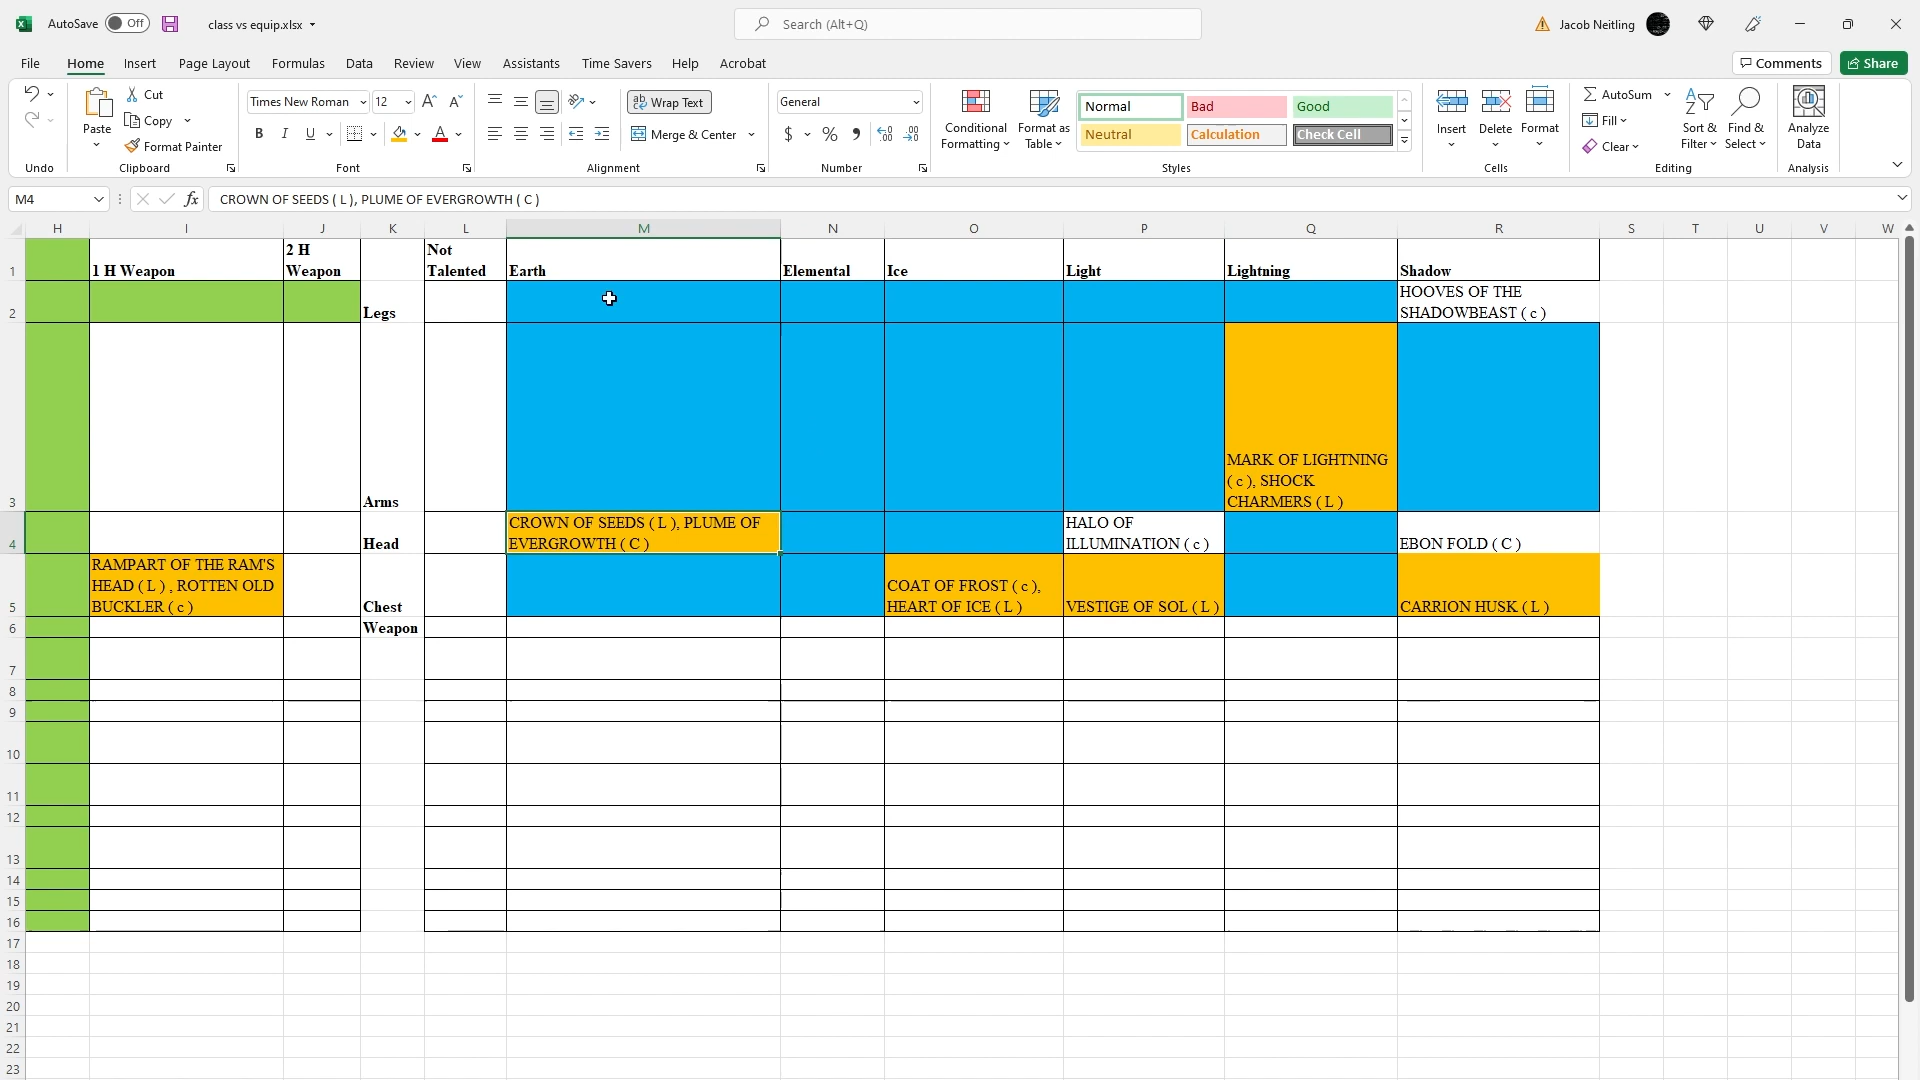 AutoSave Off class vs equip.xlsx Search (Alt+Q) Jacob Neitling
File Home Insert Page Layout Formulas Data Review View Assistants Time Savers Help Acrobat Comments Share
Cut
Copy
Format Painter
Paste
Undo Clipboard
Times New Roman 12
B I U
Font
Wrap Text
Merge & Center
Alignment
General
$ % 9
Number
Conditional Formatting
Format as Table
Normal Bad Good
Neutral Calculation Check Cell
Styles
Insert Delete Format
Cells
AutoSum
Fill
Clear
Sort & Filter
Find & Select
Editing
Analyze Data
Analysis
M4 fx CROWN OF SEEDS ( L ), PLUME OF EVERGROWTH ( C )
H I J K L M N O P Q R S T U V W
1 1 H Weapon 2 H Weapon Not Talented Earth Elemental Ice Light Lightning Shadow
2 Legs HOOVES OF THE SHADOWBEAST ( c )
3 Arms MARK OF LIGHTNING ( c ), SHOCK CHARMERS ( L )
4 Head CROWN OF SEEDS ( L ), PLUME OF EVERGROWTH ( C ) HALO OF ILLUMINATION ( c ) EBON FOLD ( C )
5 RAMPART OF THE RAM'S HEAD ( L ) , ROTTEN OLD BUCKLER ( c ) Chest COAT OF FROST ( c ), HEART OF ICE ( L ) VESTIGE OF SOL ( L ) CARRION HUSK ( L )
6 Weapon
7
8
9
10
11
12
13
14
15
16
17
18
19
20
21
22
23